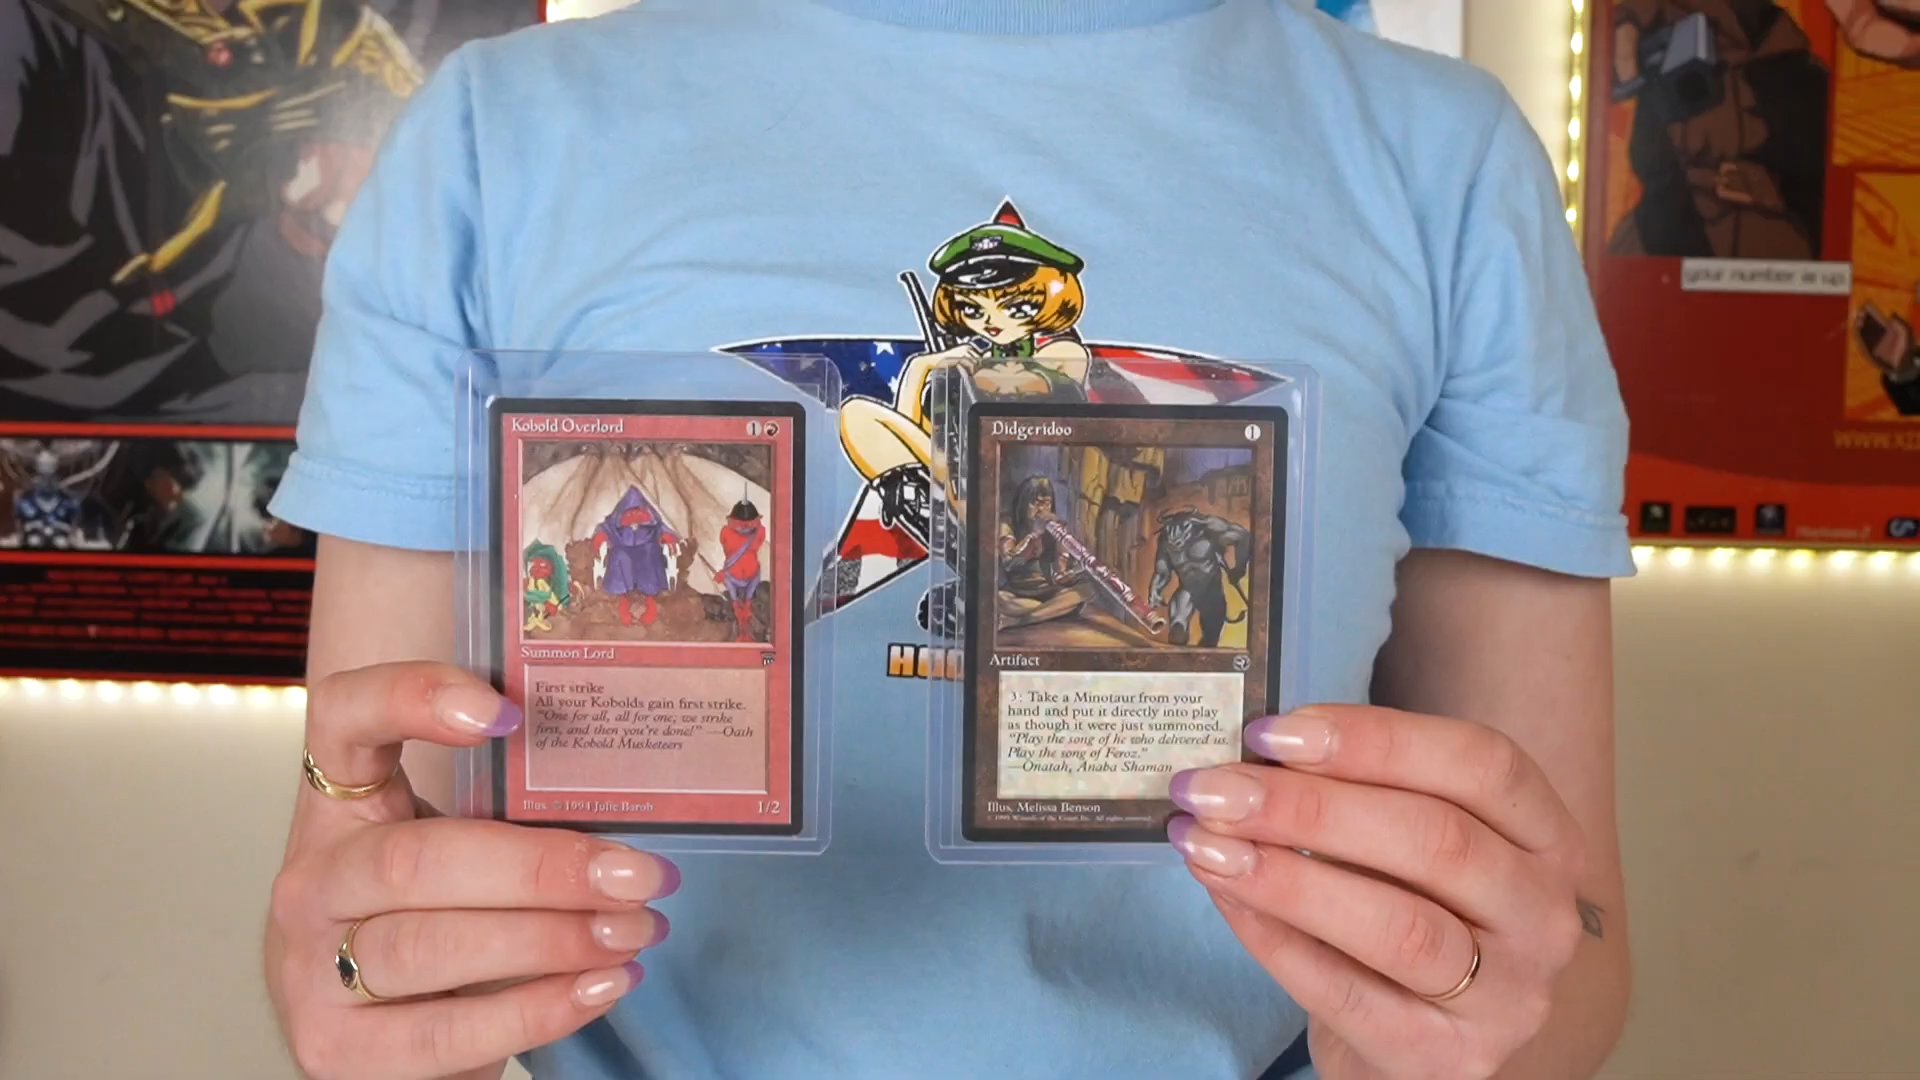 your number is up
Kobold Overlord
1
Summon Lord
First strike
All your Kobolds gain first strike.
"One for all, all for one, we strike
first, and then you're done!" —Oath
of the Kobold Musketeers
Illus. © 1994 Julie Baroh
1/2
Didgeridoo
1
Artifact
3: Take a Minotaur from your
hand and put it directly into play
as though it were just summoned.
"Play the song of he who delivered us.
Play the song of Feroz."
—Onatah, Anaba Shaman
Illus. Melissa Benson